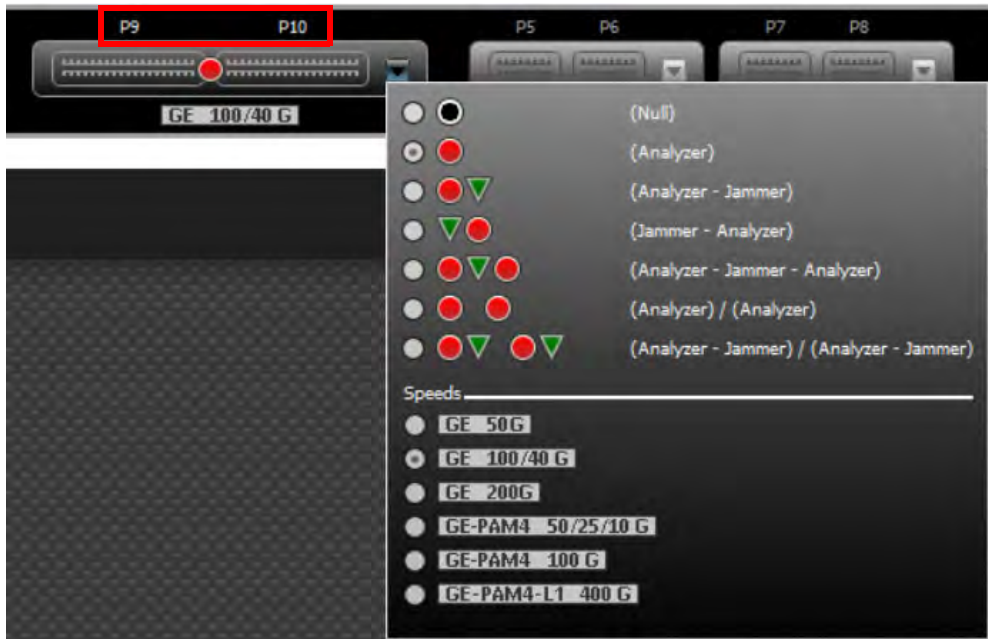 P9 P10 P5 P6 P7 P8
GE 100/40 G
(Null)
(Analyzer)
(Analyzer - Jammer)
(Jammer - Analyzer)
(Analyzer - Jammer - Analyzer)
(Analyzer) / (Analyzer)
(Analyzer - Jammer) / (Analyzer - Jammer)
Speeds
GE 50G
GE 100/40 G
GE 200G
GE-PAM4 50/25/10 G
GE-PAM4 100 G
GE-PAM4-L1 400 G